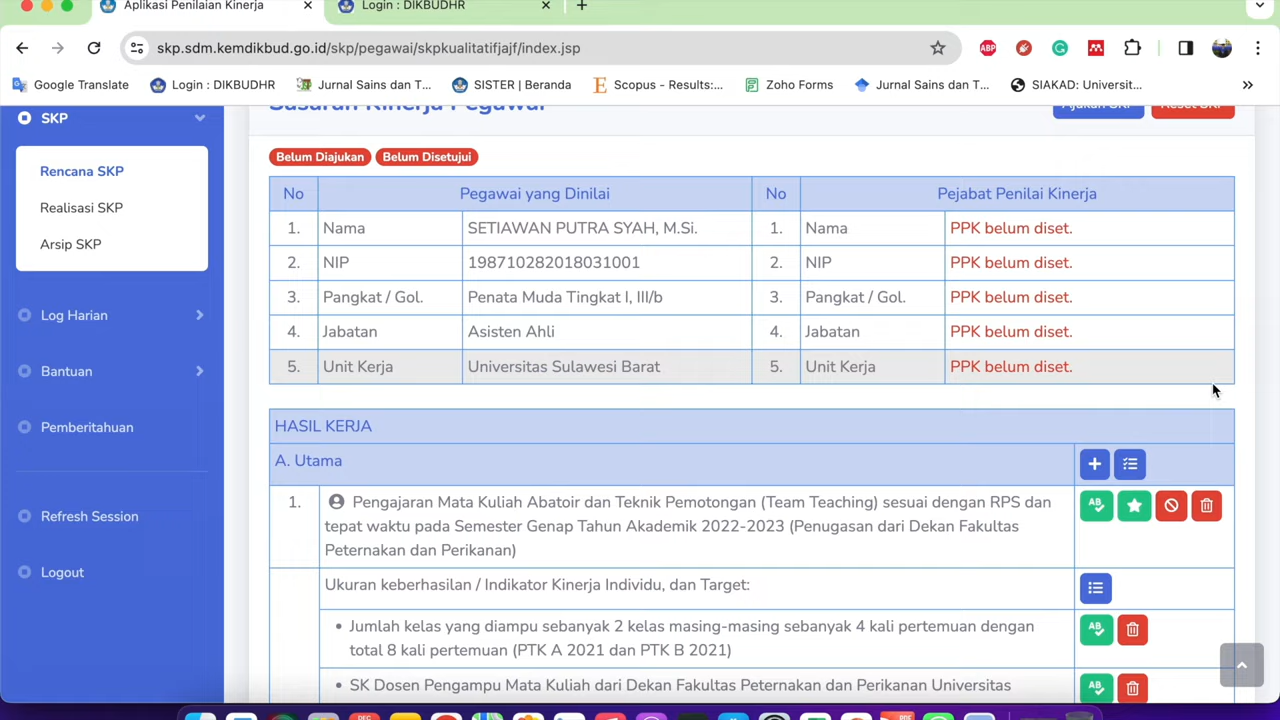 Aplikasi Penilaian Kinerja
Login : DIKBUDHR
skp.sdm.kemdikbud.go.id/skp/pegawai/skpkualitatifjajf/index.jsp
ABP
Google Translate
Login : DIKBUDHR
Jurnal Sains dan T...
SISTER | Beranda
Scopus - Results:...
Zoho Forms
Jurnal Sains dan T...
SIAKAD: Universit...
SKP
Rencana SKP
Realisasi SKP
Arsip SKP
Log Harian
Bantuan
Pemberitahuan
Refresh Session
Logout
Sasaran Kinerja Pegawai
Ajukan SKP
Reset SKP
Belum Diajukan
Belum Disetujui
No Pegawai yang Dinilai No Pejabat Penilai Kinerja
1. Nama SETIAWAN PUTRA SYAH, M.Si. 1. Nama PPK belum diset.
2. NIP 198710282018031001 2. NIP PPK belum diset.
3. Pangkat / Gol. Penata Muda Tingkat I, III/b 3. Pangkat / Gol. PPK belum diset.
4. Jabatan Asisten Ahli 4. Jabatan PPK belum diset.
5. Unit Kerja Universitas Sulawesi Barat 5. Unit Kerja PPK belum diset.
HASIL KERJA
A. Utama
1. Pengajaran Mata Kuliah Abatoir dan Teknik Pemotongan (Team Teaching) sesuai dengan RPS dan
tepat waktu pada Semester Genap Tahun Akademik 2022-2023 (Penugasan dari Dekan Fakultas
Peternakan dan Perikanan)
Ukuran keberhasilan / Indikator Kinerja Individu, dan Target:
• Jumlah kelas yang diampu sebanyak 2 kelas masing-masing sebanyak 4 kali pertemuan dengan
total 8 kali pertemuan (PTK A 2021 dan PTK B 2021)
• SK Dosen Pengampu Mata Kuliah dari Dekan Fakultas Peternakan dan Perikanan Universitas